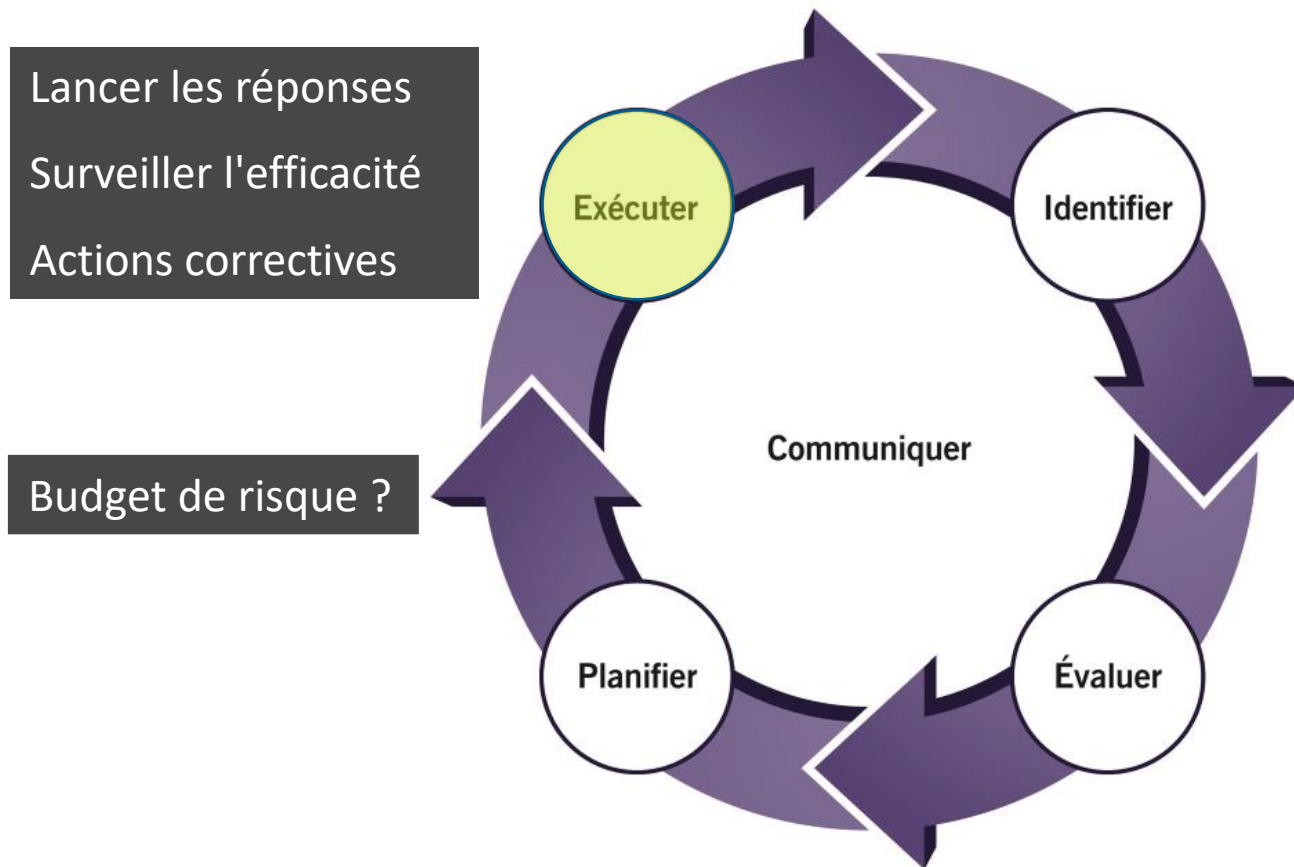 Lancer les réponses
Surveiller l'efficacité
Actions correctives
Exécuter
Identifier
Communiquer
Budget de risque ?
Planifier
Évaluer